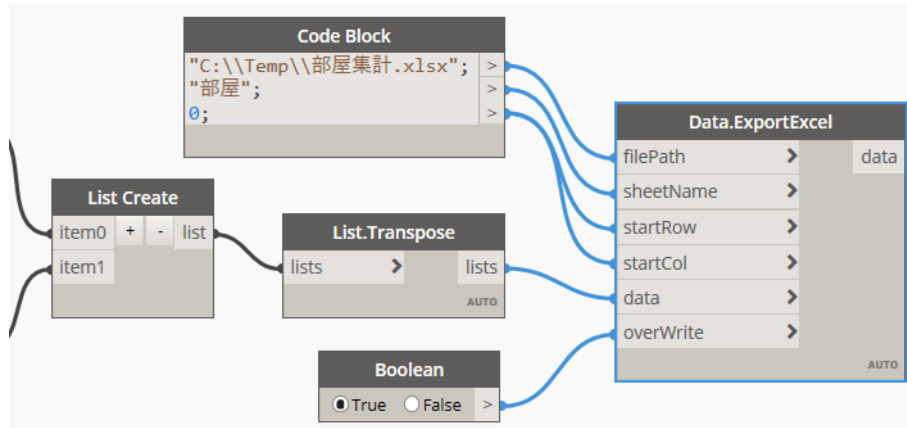 Code Block
"C:\\Temp\\部屋集計.xlsx"; >
"部屋"; >
0; >
Data.ExportExcel
filePath > data
sheetName >
startRow >
startCol >
data >
overWrite >
AUTO
List Create
item0 + - list
item1
List.Transpose
lists > lists
AUTO
Boolean
True False >